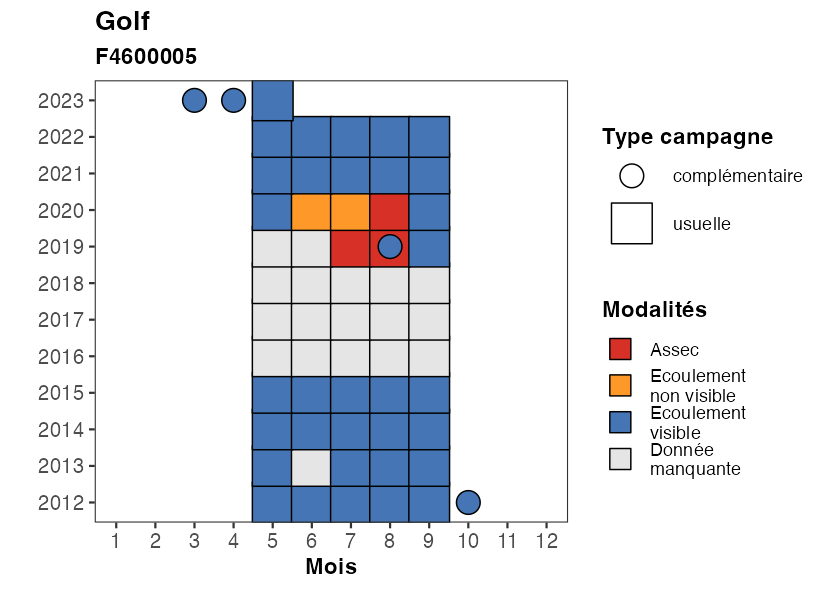 Golf
F4600005
2023
2022
2021
2020
2019
2018
2017
2016
2015
2014
2013
2012
1 2 3 4 5 6 7 8 9 10 11 12
Mois
Type campagne
complémentaire
usuelle
Modalités
Assec
Ecoulement
non visible
Ecoulement
visible
Donnée
manquante